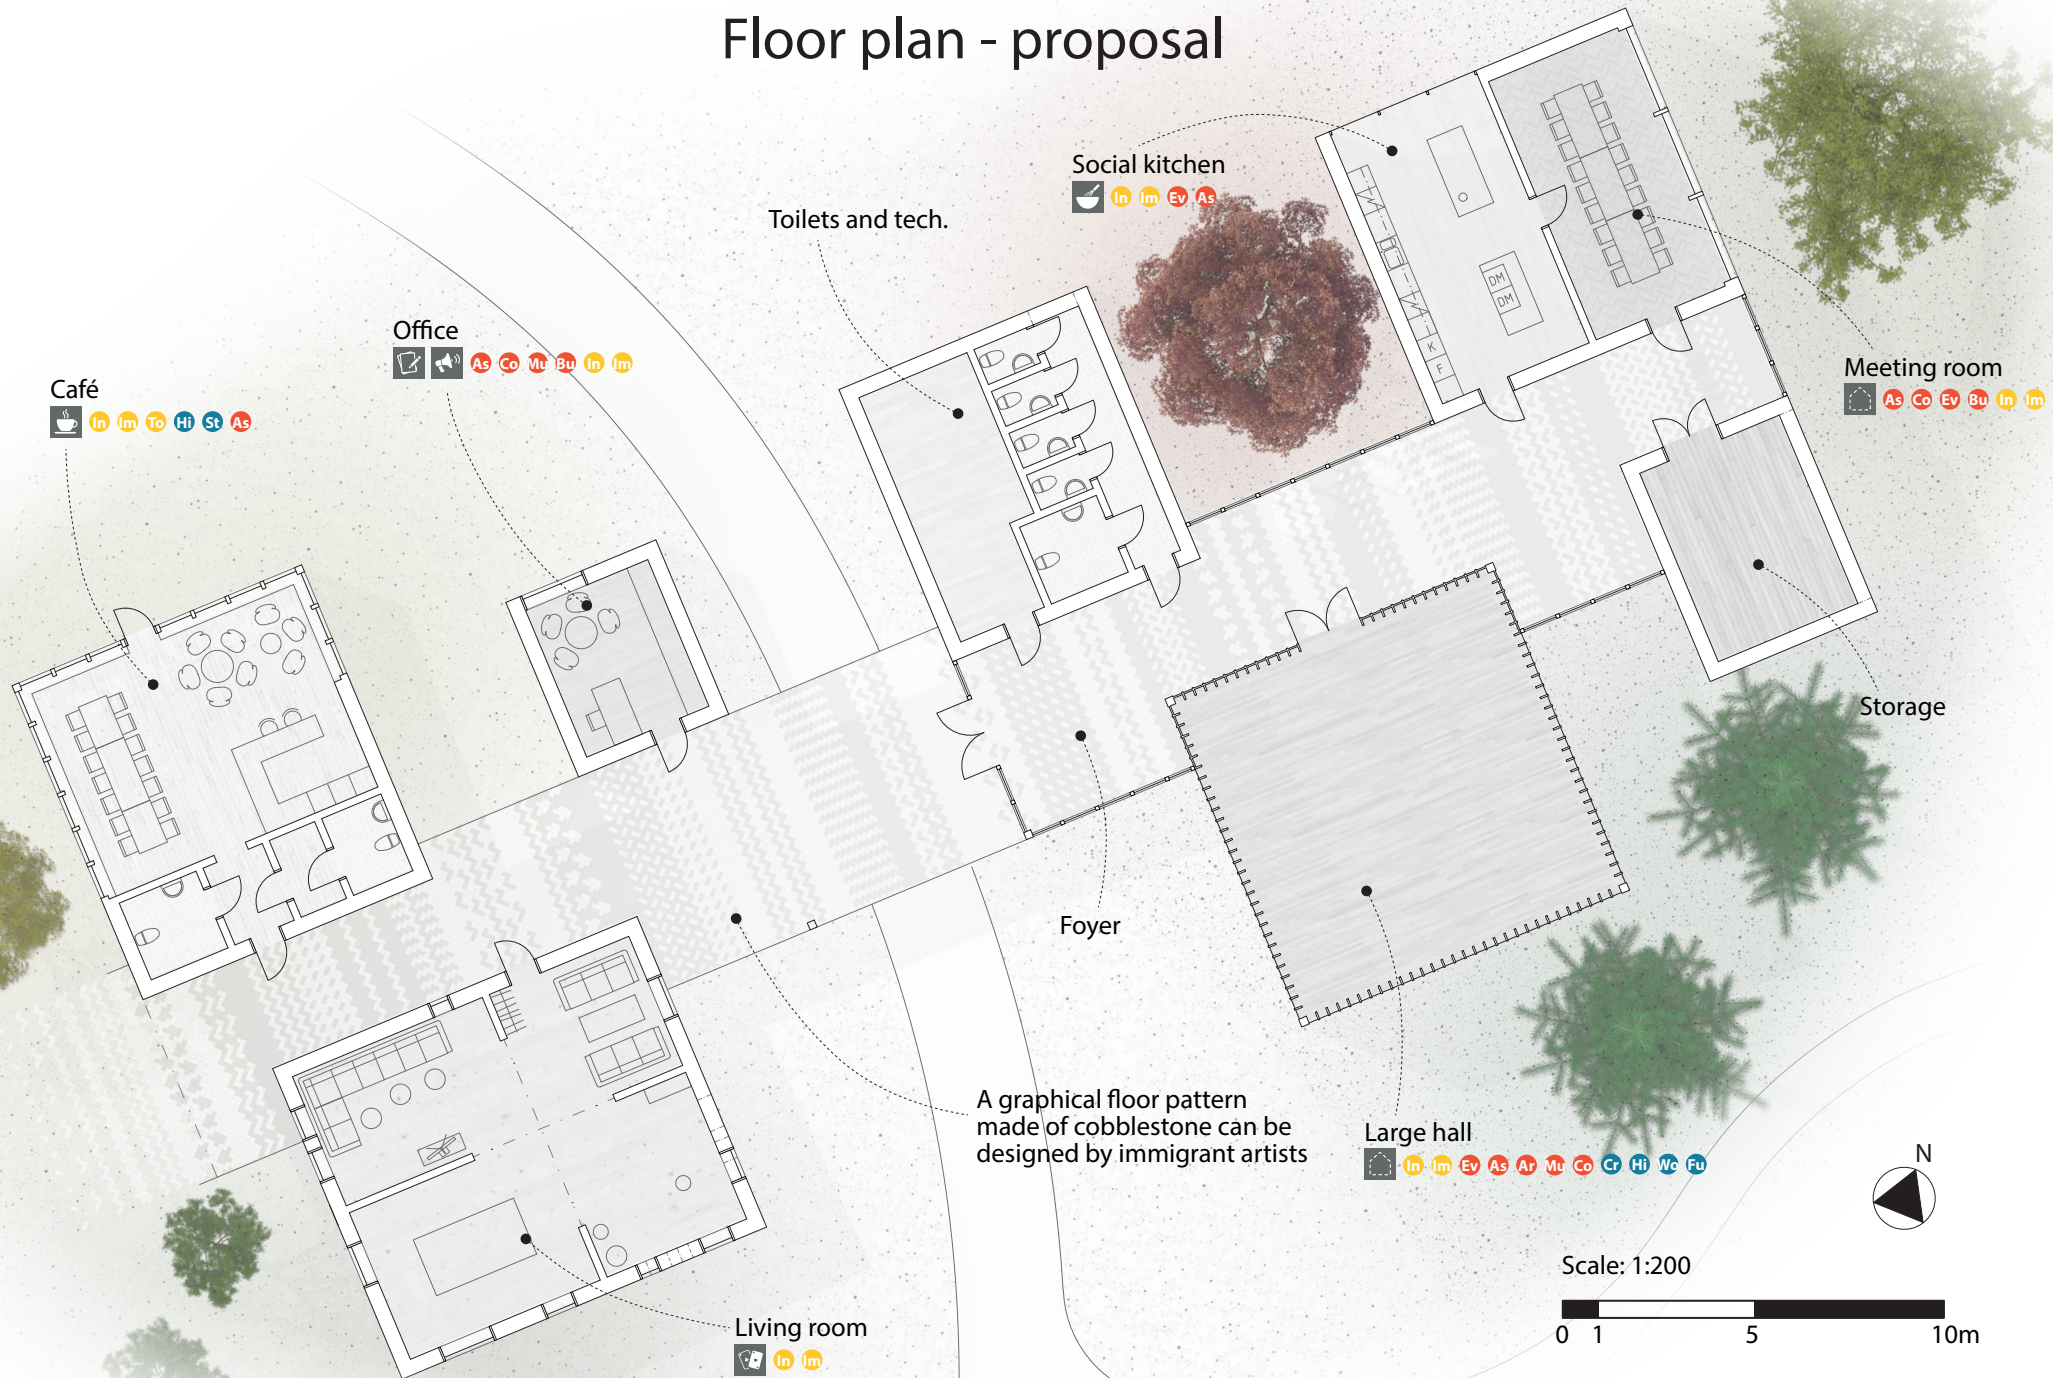 Floor plan - proposal
Social kitchen
In Im Ev As
Toilets and tech.
Office
As Co Mu Bu In Im
Café
In Im To Hi St As
Meeting room
As Co Ev Bu In Im
DM
DM
K
F
Storage
Foyer
A graphical floor pattern
made of cobblestone can be
designed by immigrant artists
Large hall
In Im Ev As Ar Mu Co Cr Hi Wo Fu
N
Scale: 1:200
0 1 5 10m
Living room
In Im